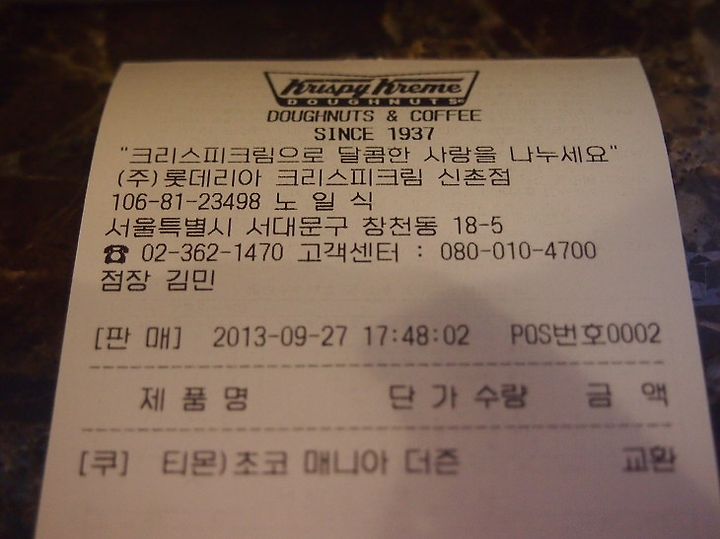 Krispy Kreme
DOUGHNUTS
DOUGHNUTS & COFFEE
SINCE 1937
"크리스피크림으로 달콤한 사랑을 나누세요"
(주)롯데리아 크리스피크림 신촌점
106-81-23498 노 일 식
서울특별시 서대문구 창천동 18-5
☎ 02-362-1470 고객센터 : 080-010-4700
점장 김민
[판 매] 2013-09-27 17:48:02 POS번호0002
제 품 명 단 가 수량 금 액
[쿠] 티몬)초코 매니아 더즌 교환